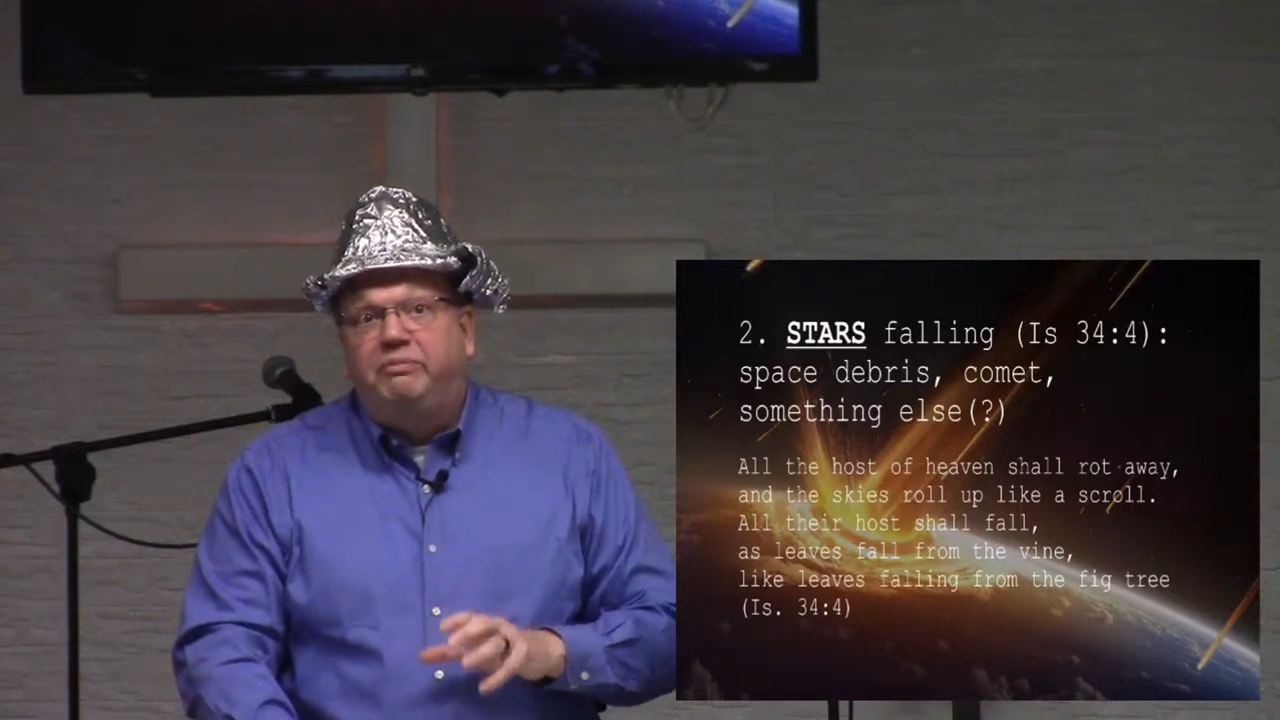 2. STARS falling (Is 34:4):
space debris, comet,
something else(?)
All the host of heaven shall rot away,
and the skies roll up like a scroll.
All their host shall fall,
as leaves fall from the vine,
like leaves falling from the fig tree
(Is. 34:4)